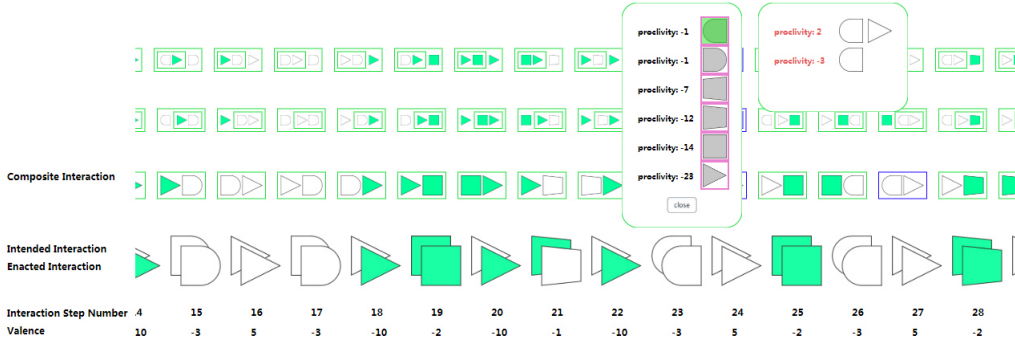 proclivity: -1
proclivity: -1
proclivity: -7
proclivity: -12
proclivity: -14
proclivity: -23
close
proclivity: 2
proclivity: -3
Composite Interaction
Intended Interaction
Enacted Interaction
Interaction Step Number .4 15 16 17 18 19 20 21 22 23 24 25 26 27 28
Valence 10 -3 5 -3 -10 -2 -10 -1 -10 -3 5 -2 -3 5 -2